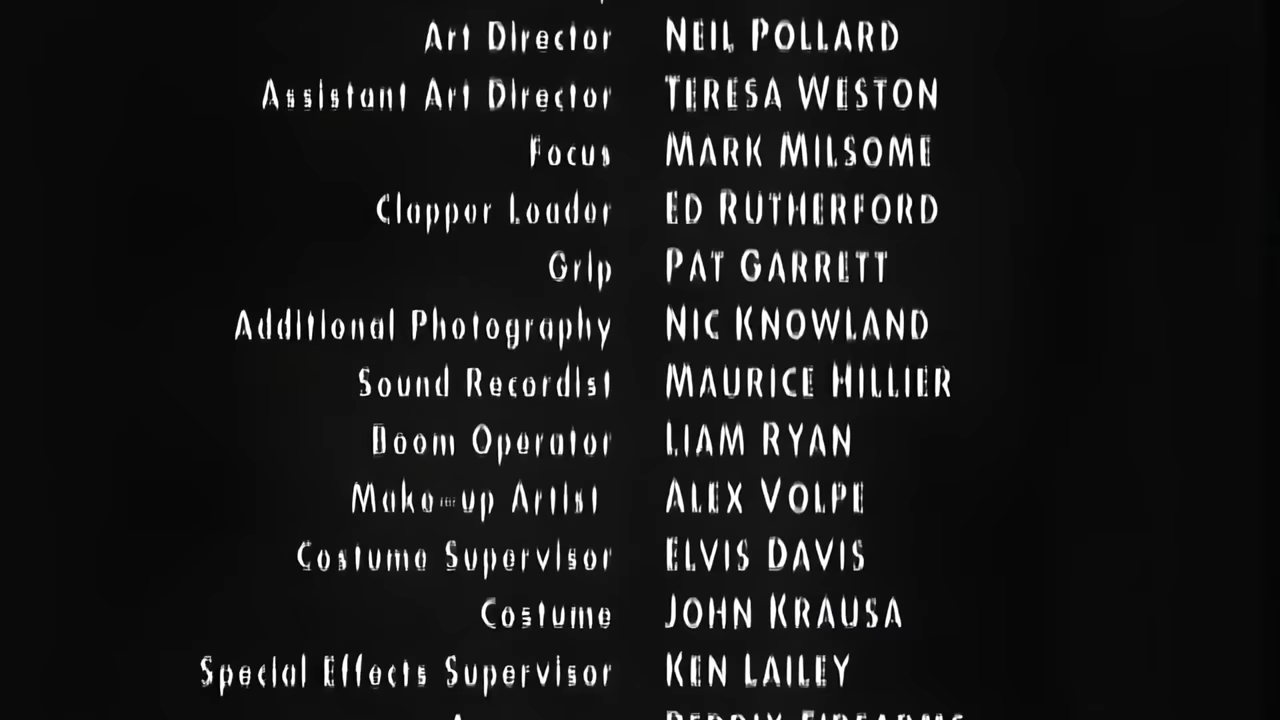 Art Director NEIL POLLARD
Assistant Art Director TERESA WESTON
Focus MARK MILSOME
Clapper Loader ED RUTHERFORD
Grip PAT GARRETT
Additional Photography NIC KNOWLAND
Sound Recordist MAURICE HILLIER
Boom Operator LIAM RYAN
Make-up Artist ALEX VOLPE
Costume Supervisor ELVIS DAVIS
Costume JOHN KRAUSA
Special Effects Supervisor KEN LAILEY